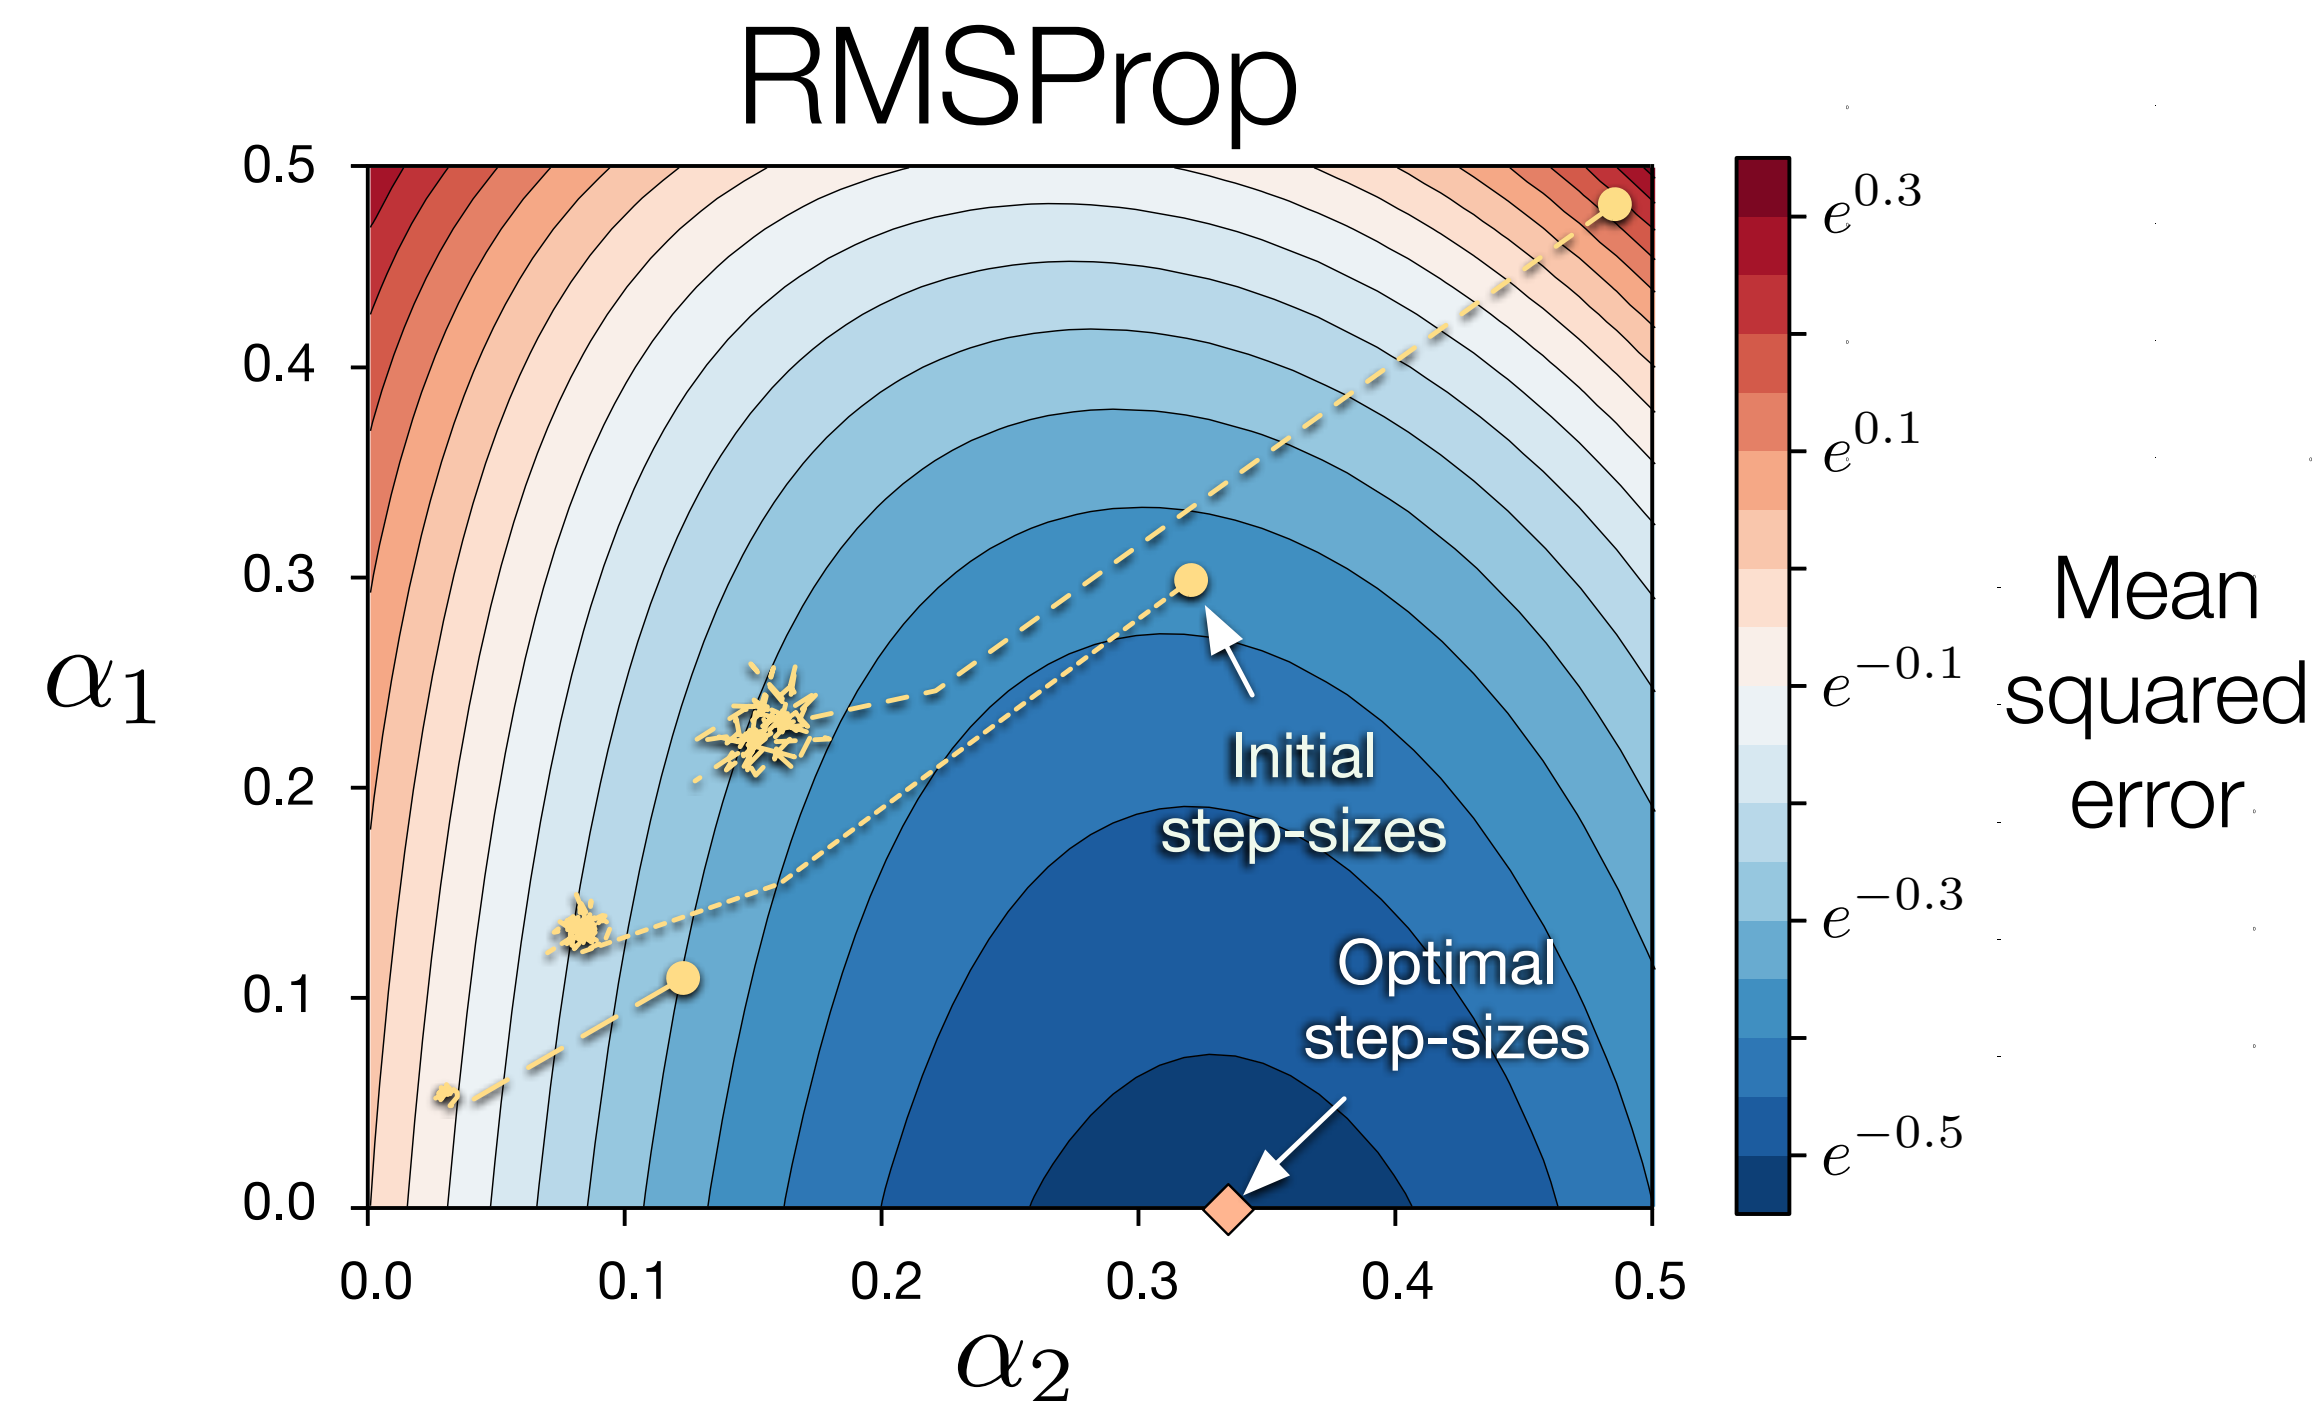 RMSProp
0.5
0.4
0.3
0.2
0.1
0.0
α₁
0.0 0.1 0.2 0.3 0.4 0.5
α₂
Initial
step-sizes
Optimal
step-sizes
e^0.3
e^0.1
e^−0.1
e^−0.3
e^−0.5
Mean
squared
error